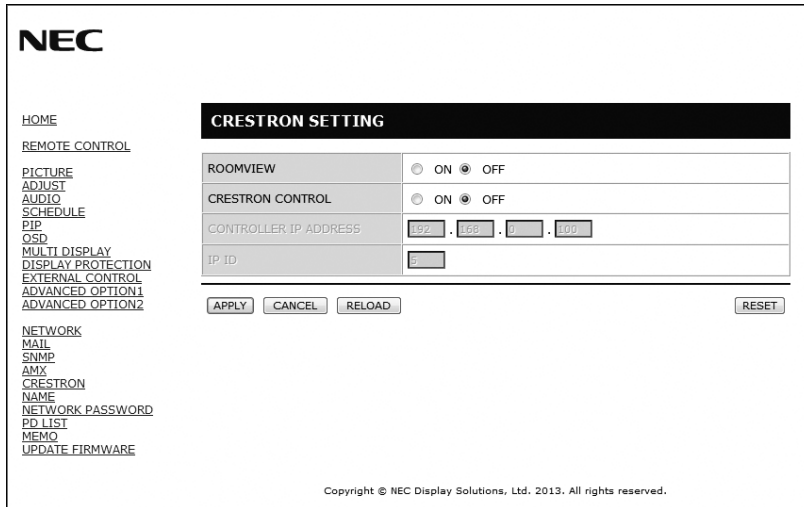 NEC
HOME
REMOTE CONTROL
PICTURE
ADJUST
AUDIO
SCHEDULE
PIP
OSD
MULTI DISPLAY
DISPLAY PROTECTION
EXTERNAL CONTROL
ADVANCED OPTION1
ADVANCED OPTION2
NETWORK
MAIL
SNMP
AMX
CRESTRON
NAME
NETWORK PASSWORD
PD LIST
MEMO
UPDATE FIRMWARE
CRESTRON SETTING
ROOMVIEW ON OFF
CRESTRON CONTROL ON OFF
CONTROLLER IP ADDRESS 192 . 168 . 0 . 100
IP ID 5
APPLY CANCEL RELOAD RESET
Copyright © NEC Display Solutions, Ltd. 2013. All rights reserved.